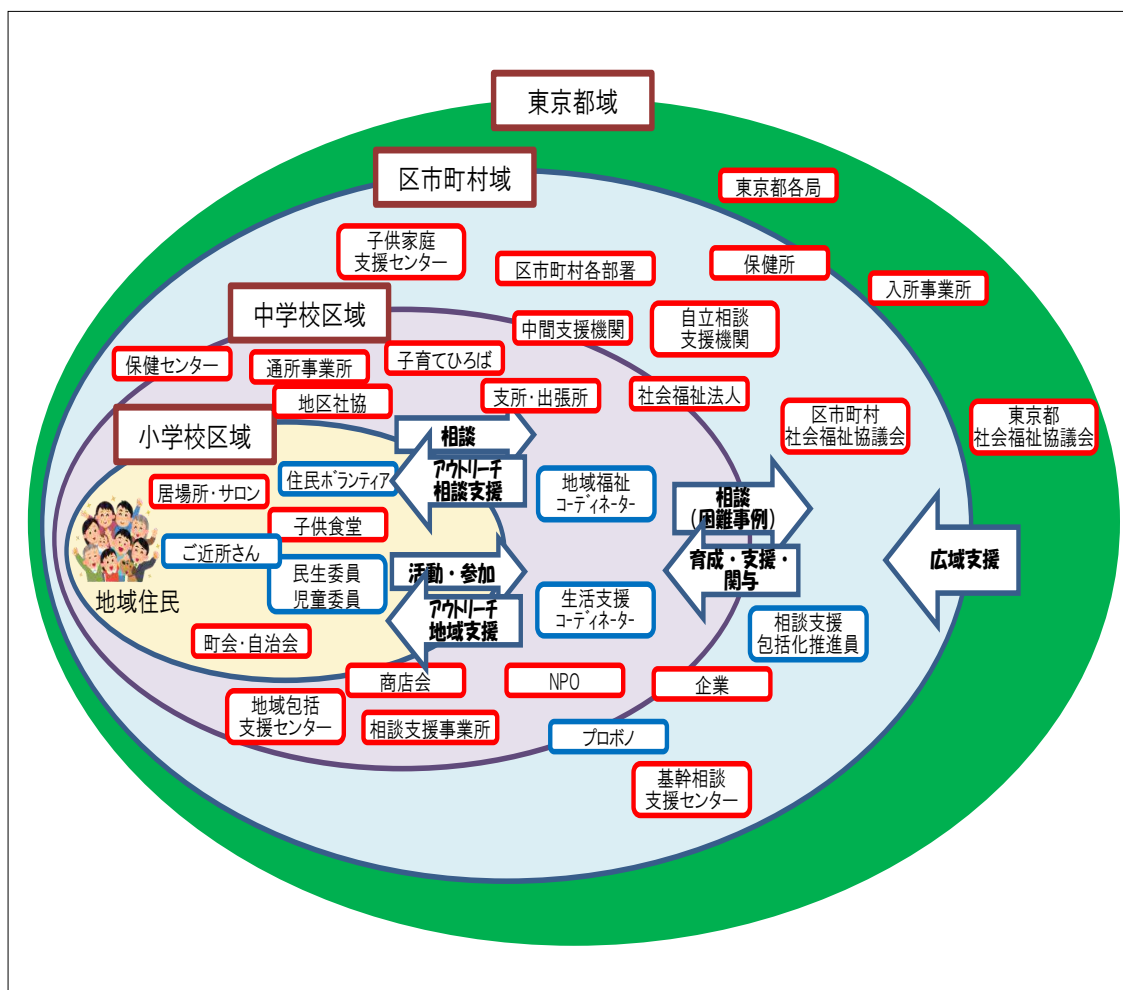 東京都域
区市町村域
東京都各局
子供家庭
支援センター
区市町村各部署
保健所
入所事業所
中学校区域
中間支援機関
自立相談
支援機関
保健センター
通所事業所
子育てひろば
地区社協
支所・出張所
社会福祉法人
小学校区域
相談
区市町村
社会福祉協議会
東京都
社会福祉協議会
住民ボランティア
アウトリーチ
相談支援
地域福祉
コーディネーター
相談
(困難事例)
居場所・サロン
子供食堂
ご近所さん
民生委員
児童委員
活動・参加
育成・支援・
関与
広域支援
地域住民
アウトリーチ
地域支援
生活支援
コーディネーター
相談支援
包括化推進員
町会・自治会
商店会
NPO
企業
地域包括
支援センター
相談支援事業所
プロボノ
基幹相談
支援センター